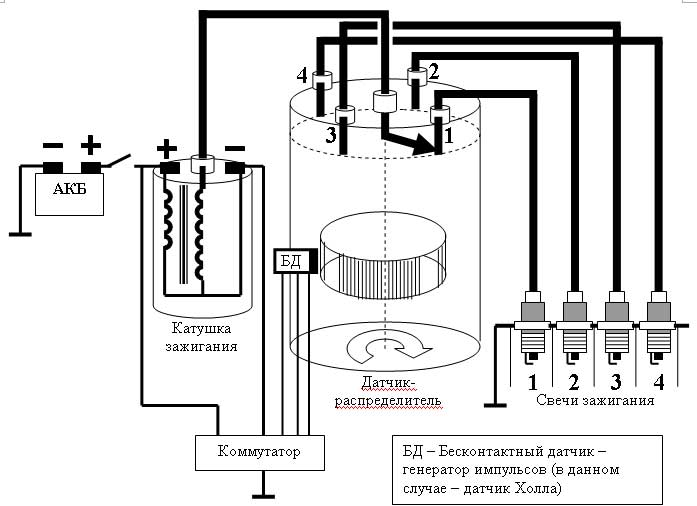 4
2
3
1
− +
АКБ
+ −
БД
Катушка
зажигания
Датчик-
распределитель
1 2 3 4
Свечи зажигания
Коммутатор
БД – Бесконтактный датчик –
генератор импульсов (в данном
случае – датчик Холла)